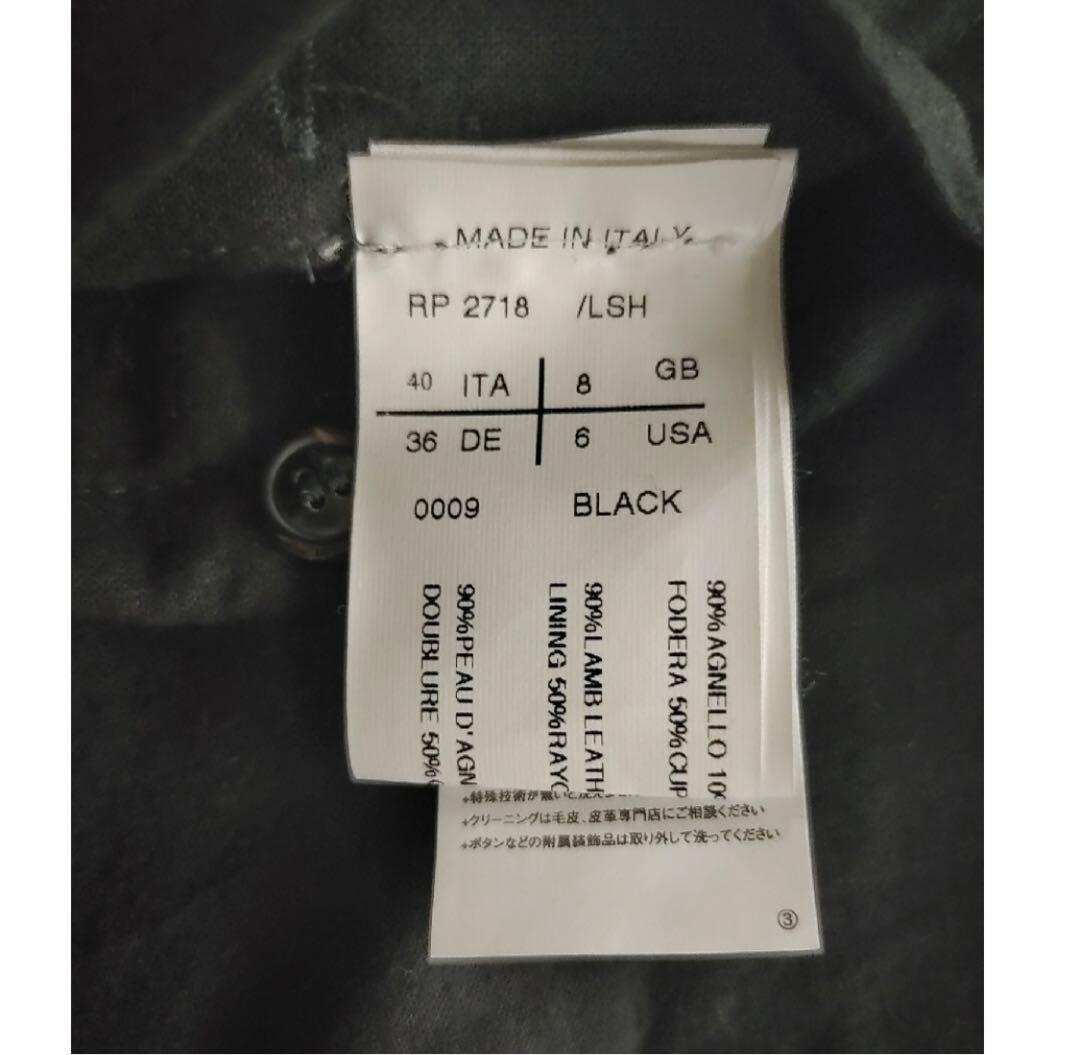 MADE IN ITALY
RP 2718 /LSH
40 ITA 8 GB
36 DE 6 USA
0009 BLACK
90%AGNELLO 10
FODERA 50%CUP
90%LAMB LEATH
LINING 50%RAYO
90%PEAU D'AGN
DOUBLURE 50%
+クリーニングは毛皮、皮革専門店にご相談ください
+ボタンなどの附属装飾品は取り外して洗ってください
③